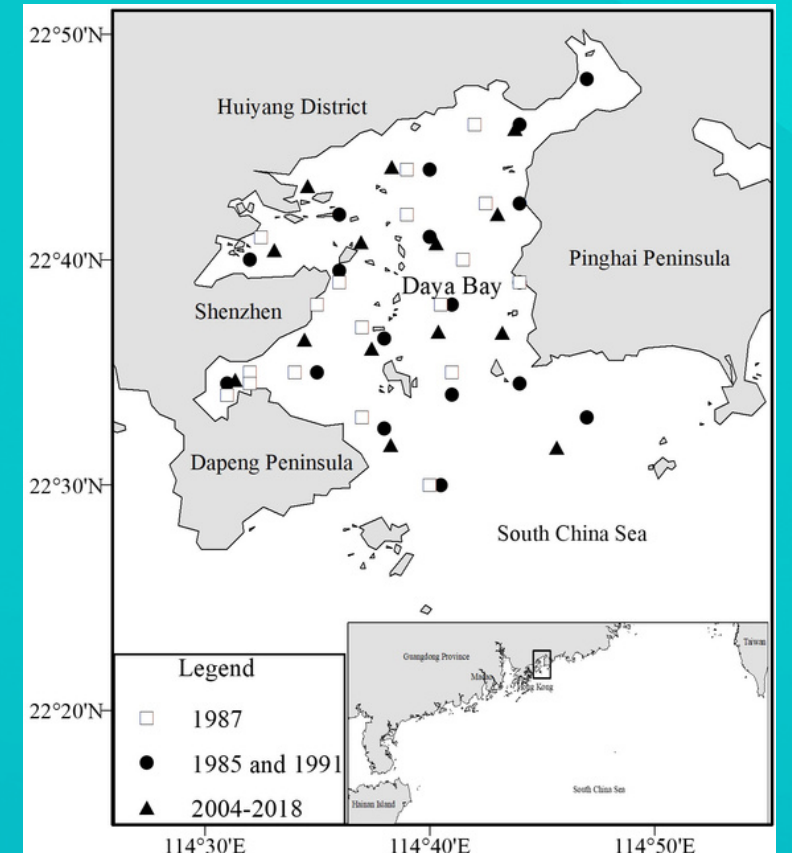 22°50'N
Huiyang District
22°40'N
Pinghai Peninsula
Daya Bay
Shenzhen
Dapeng Peninsula
22°30'N
South China Sea
22°20'N
Legend
1987
1985 and 1991
2004-2018
Taiwan
Guangdong Province
Macao
Hong Kong
South China Sea
Hainan Island
114°30'E
114°40'E
114°50'E